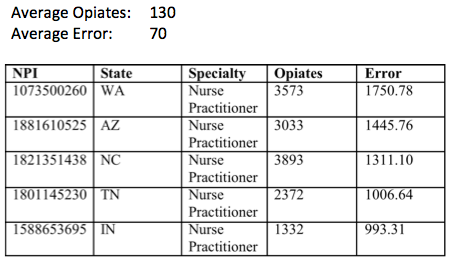 Average Opiates: 130
Average Error: 70
NPI State Specialty Opiates Error
1073500260 WA Nurse Practitioner 3573 1750.78
1881610525 AZ Nurse Practitioner 3033 1445.76
1821351438 NC Nurse Practitioner 3893 1311.10
1801145230 TN Nurse Practitioner 2372 1006.64
1588653695 IN Nurse Practitioner 1332 993.31